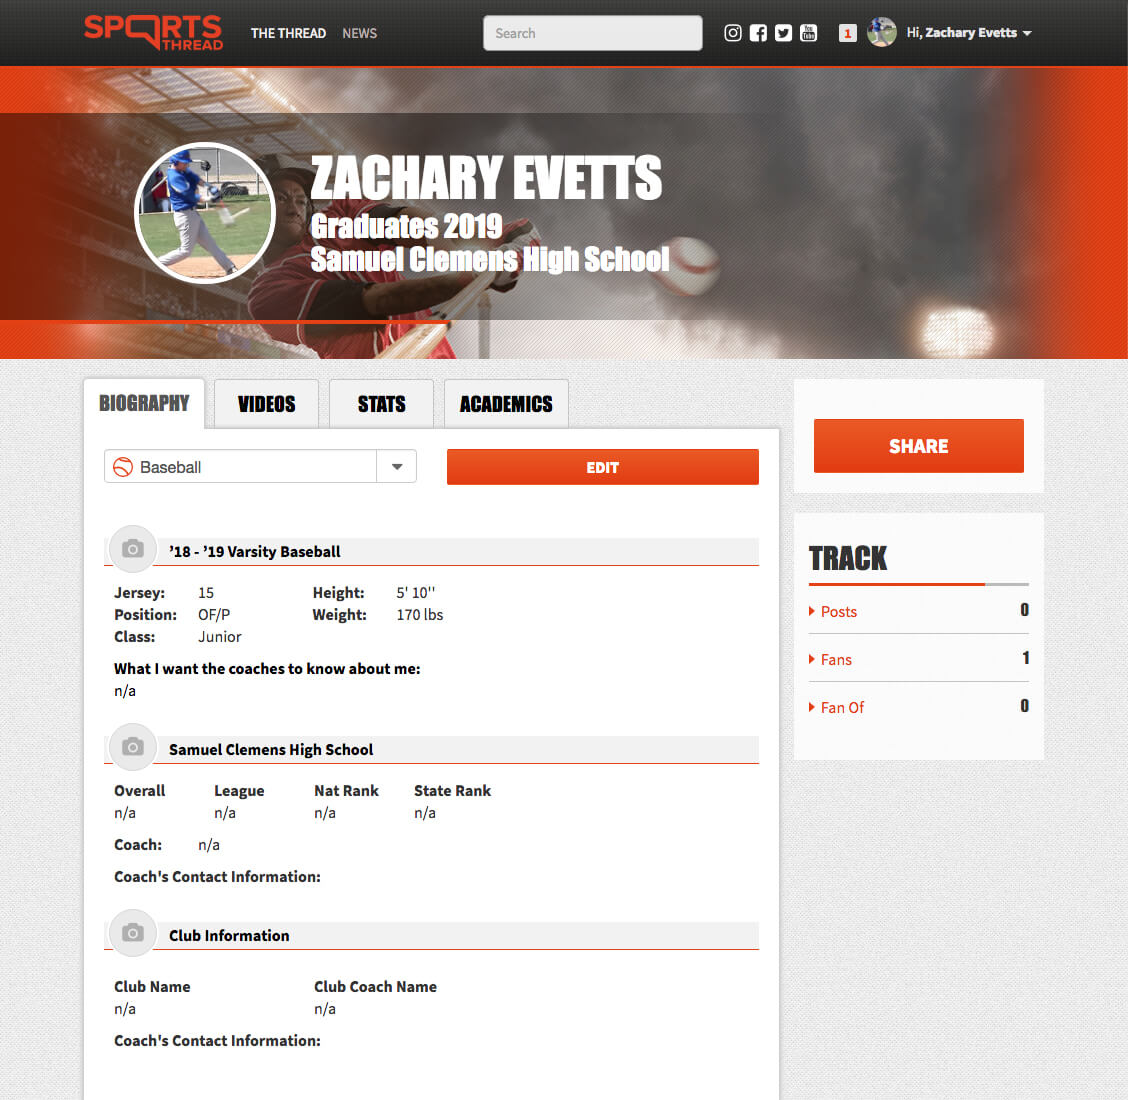 SPORTS THREAD
THE THREAD NEWS Search 1 Hi, Zachary Evetts
ZACHARY EVETTS
Graduates 2019
Samuel Clemens High School
BIOGRAPHY VIDEOS STATS ACADEMICS
Baseball EDIT
’18 - ’19 Varsity Baseball
Jersey: 15 Height: 5' 10''
Position: OF/P Weight: 170 lbs
Class: Junior
What I want the coaches to know about me:
n/a
Samuel Clemens High School
Overall League Nat Rank State Rank
n/a n/a n/a n/a
Coach: n/a
Coach's Contact Information:
Club Information
Club Name Club Coach Name
n/a n/a
Coach's Contact Information:
SHARE
TRACK
Posts 0
Fans 1
Fan Of 0